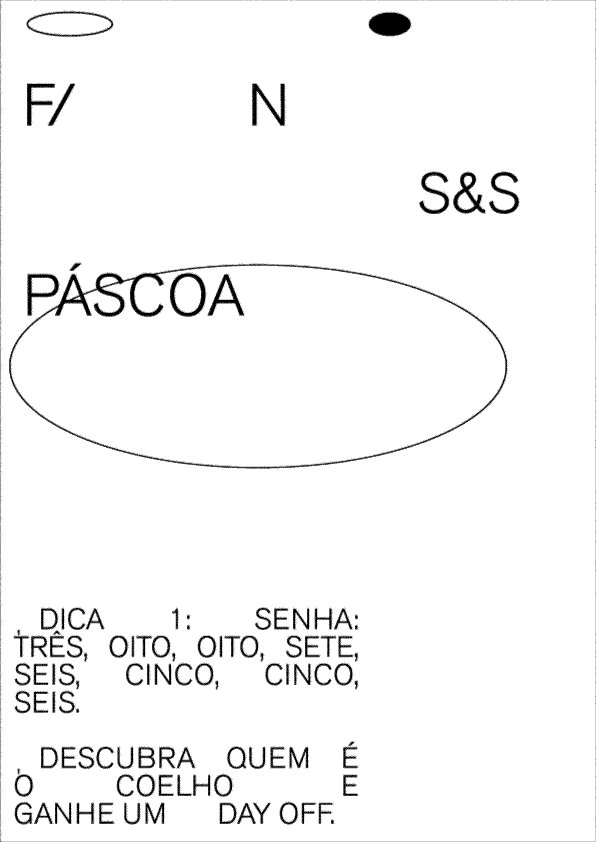 F/ N
S&S
PÁSCOA
, DICA 1: SENHA:
TRÊS, OITO, OITO, SETE,
SEIS, CINCO, CINCO,
SEIS.
, DESCUBRA QUEM É
O COELHO E
GANHE UM DAY OFF.